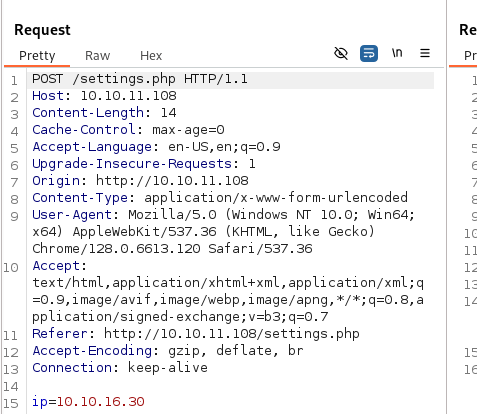 Request
Re
Pretty Raw Hex \n
Pr
1 POST /settings.php HTTP/1.1
2 Host: 10.10.11.108
3 Content-Length: 14
4 Cache-Control: max-age=0
5 Accept-Language: en-US,en;q=0.9
6 Upgrade-Insecure-Requests: 1
7 Origin: http://10.10.11.108
8 Content-Type: application/x-www-form-urlencoded
9 User-Agent: Mozilla/5.0 (Windows NT 10.0; Win64;
x64) AppleWebKit/537.36 (KHTML, like Gecko)
Chrome/128.0.6613.120 Safari/537.36
10 Accept:
text/html,application/xhtml+xml,application/xml;q
=0.9,image/avif,image/webp,image/apng,*/*;q=0.8,a
pplication/signed-exchange;v=b3;q=0.7
11 Referer: http://10.10.11.108/settings.php
12 Accept-Encoding: gzip, deflate, br
13 Connection: keep-alive
14
15 ip=10.10.16.30
1
2
3
4
5
6
7
8
9
10
11
12
13
14
15
16